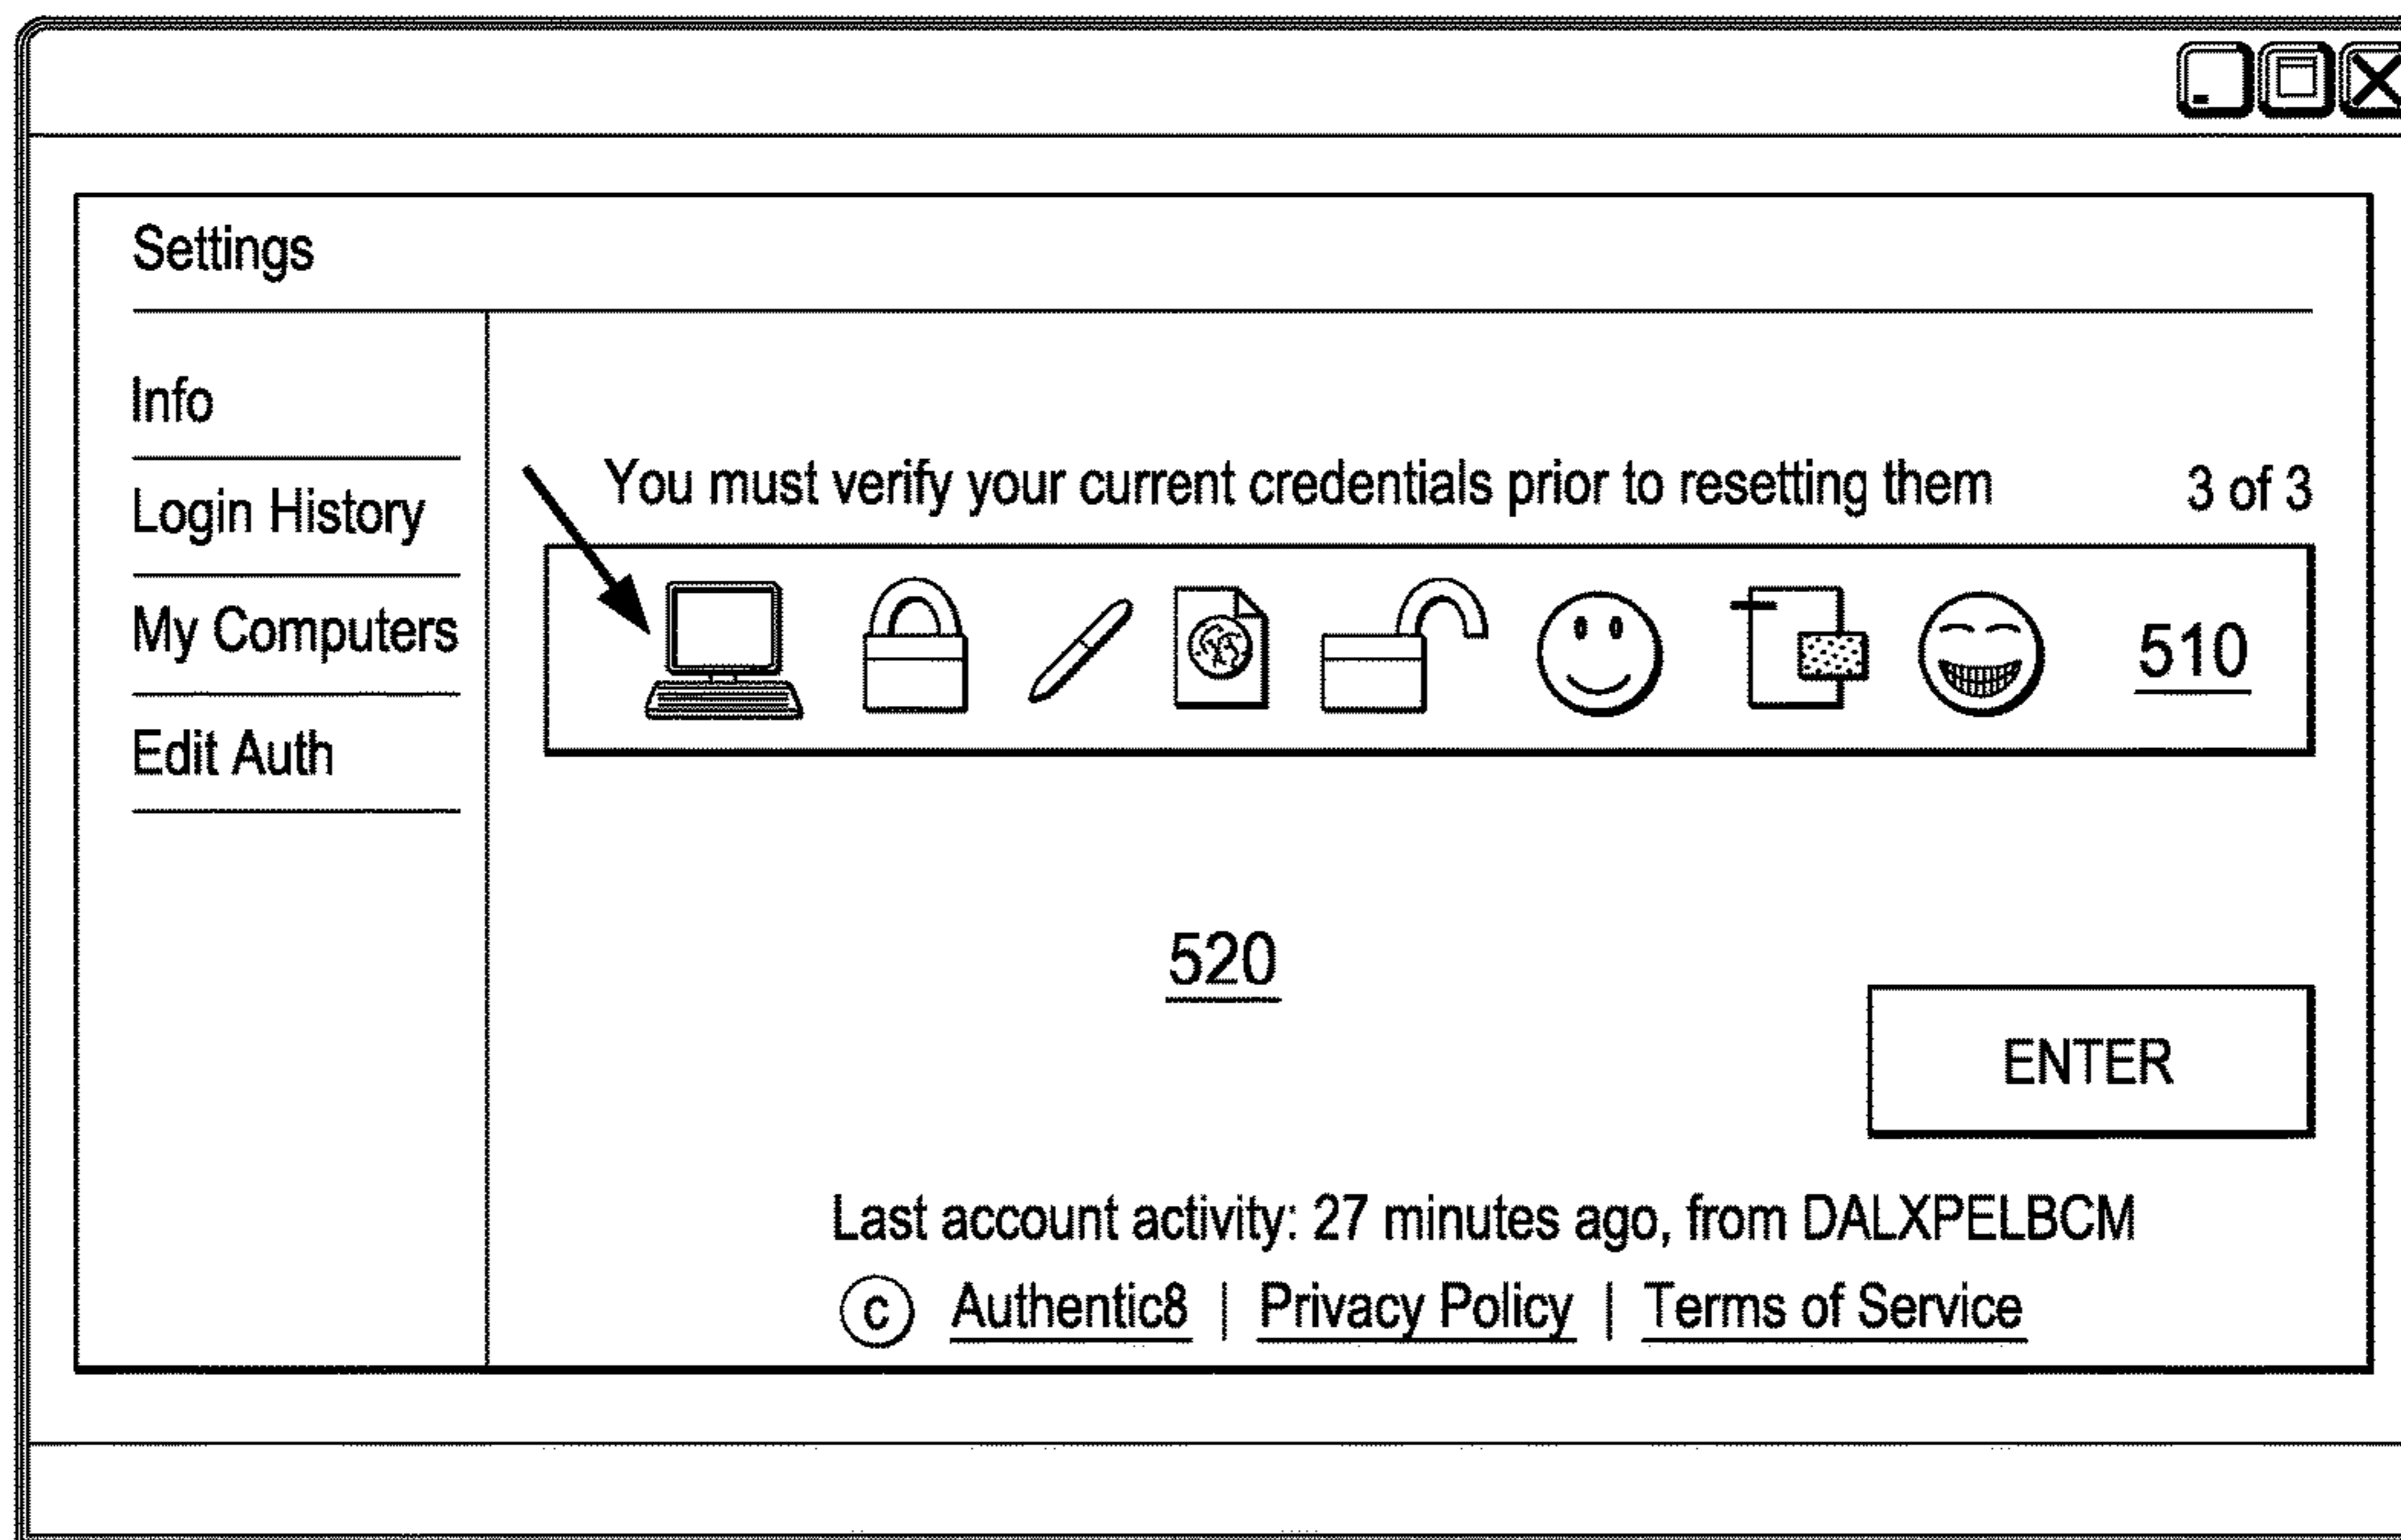 Settings
Info
Login History
My Computers
Edit Auth
You must verify your current credentials prior to resetting them 3 of 3
510
520
ENTER
Last account activity: 27 minutes ago, from DALXPELBCM
© Authentic8 | Privacy Policy | Terms of Service